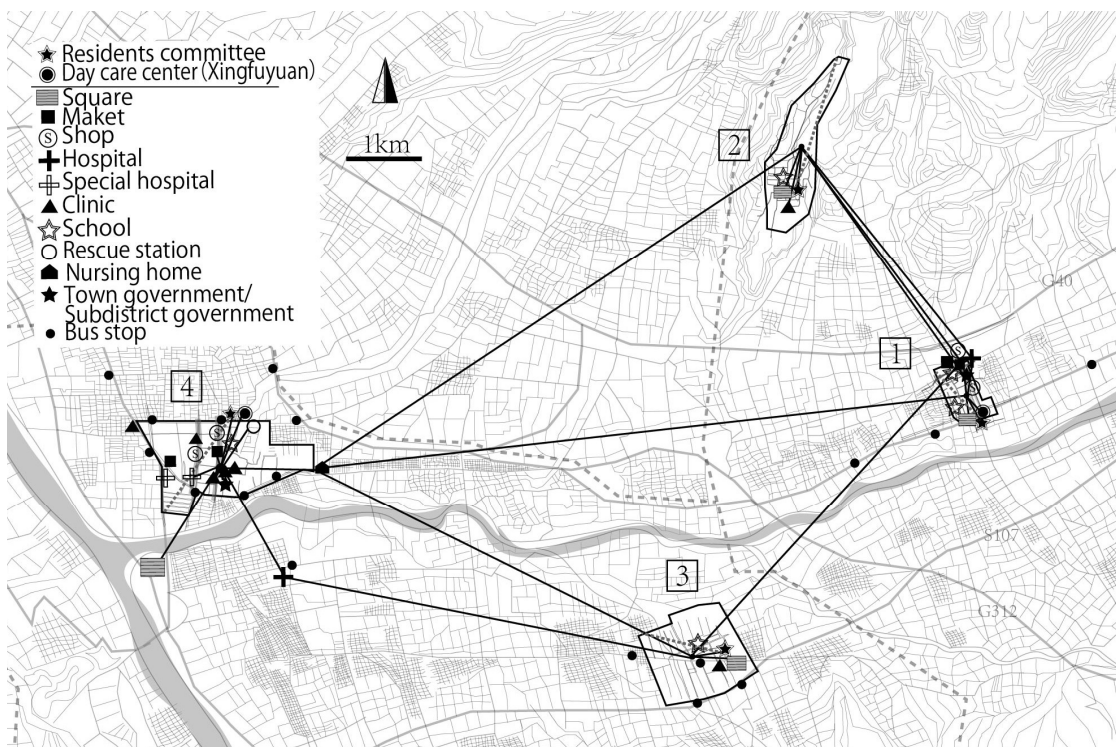 Residents committee
Day care center (Xingfuyuan)
Square
Maket
S Shop
Hospital
Special hospital
Clinic
School
Rescue station
Nursing home
Town government/
Subdistrict government
Bus stop
1km
2
G40
1
S
S
4
S
S
S107
3
G312